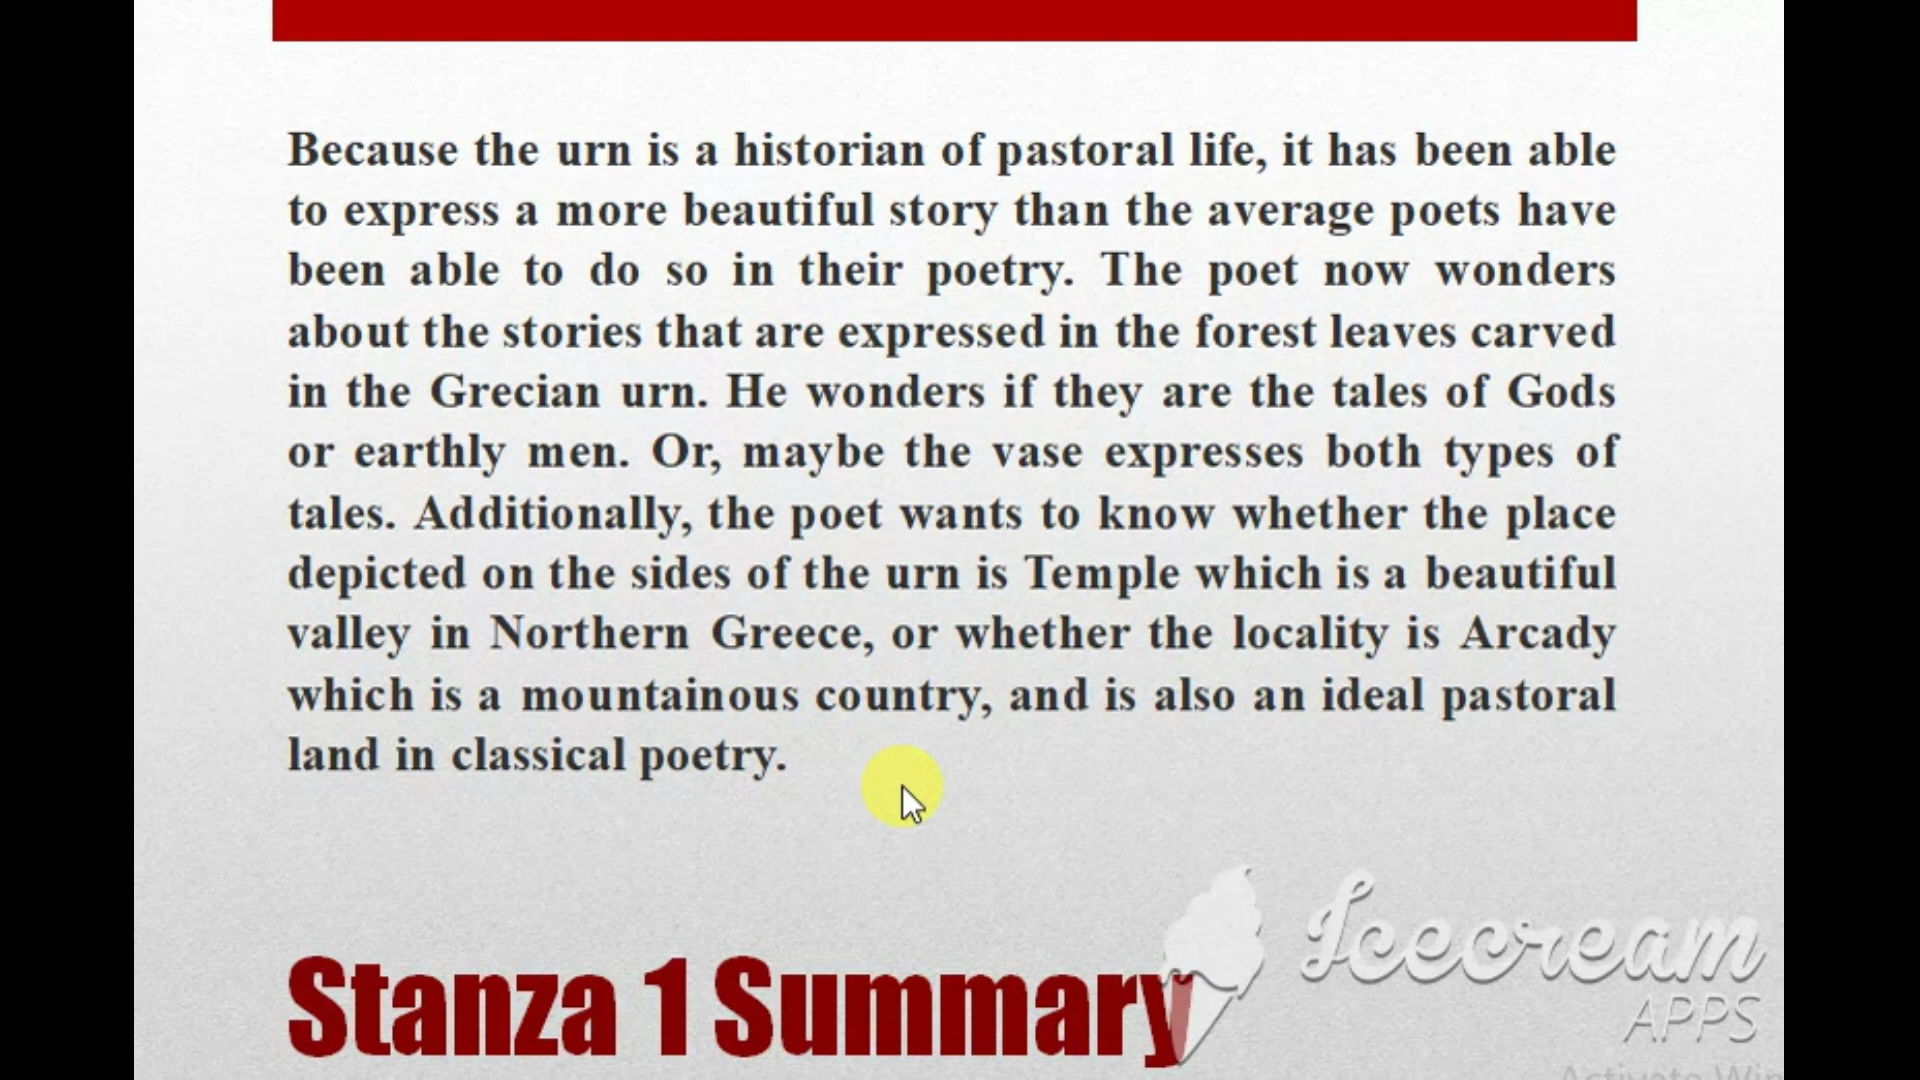 Because the urn is a historian of pastoral life, it has been able
to express a more beautiful story than the average poets have
been able to do so in their poetry. The poet now wonders
about the stories that are expressed in the forest leaves carved
in the Grecian urn. He wonders if they are the tales of Gods
or earthly men. Or, maybe the vase expresses both types of
tales. Additionally, the poet wants to know whether the place
depicted on the sides of the urn is Temple which is a beautiful
valley in Northern Greece, or whether the locality is Arcady
which is a mountainous country, and is also an ideal pastoral
land in classical poetry.
Stanza 1 Summary
Icecream
APPS
Activate Win